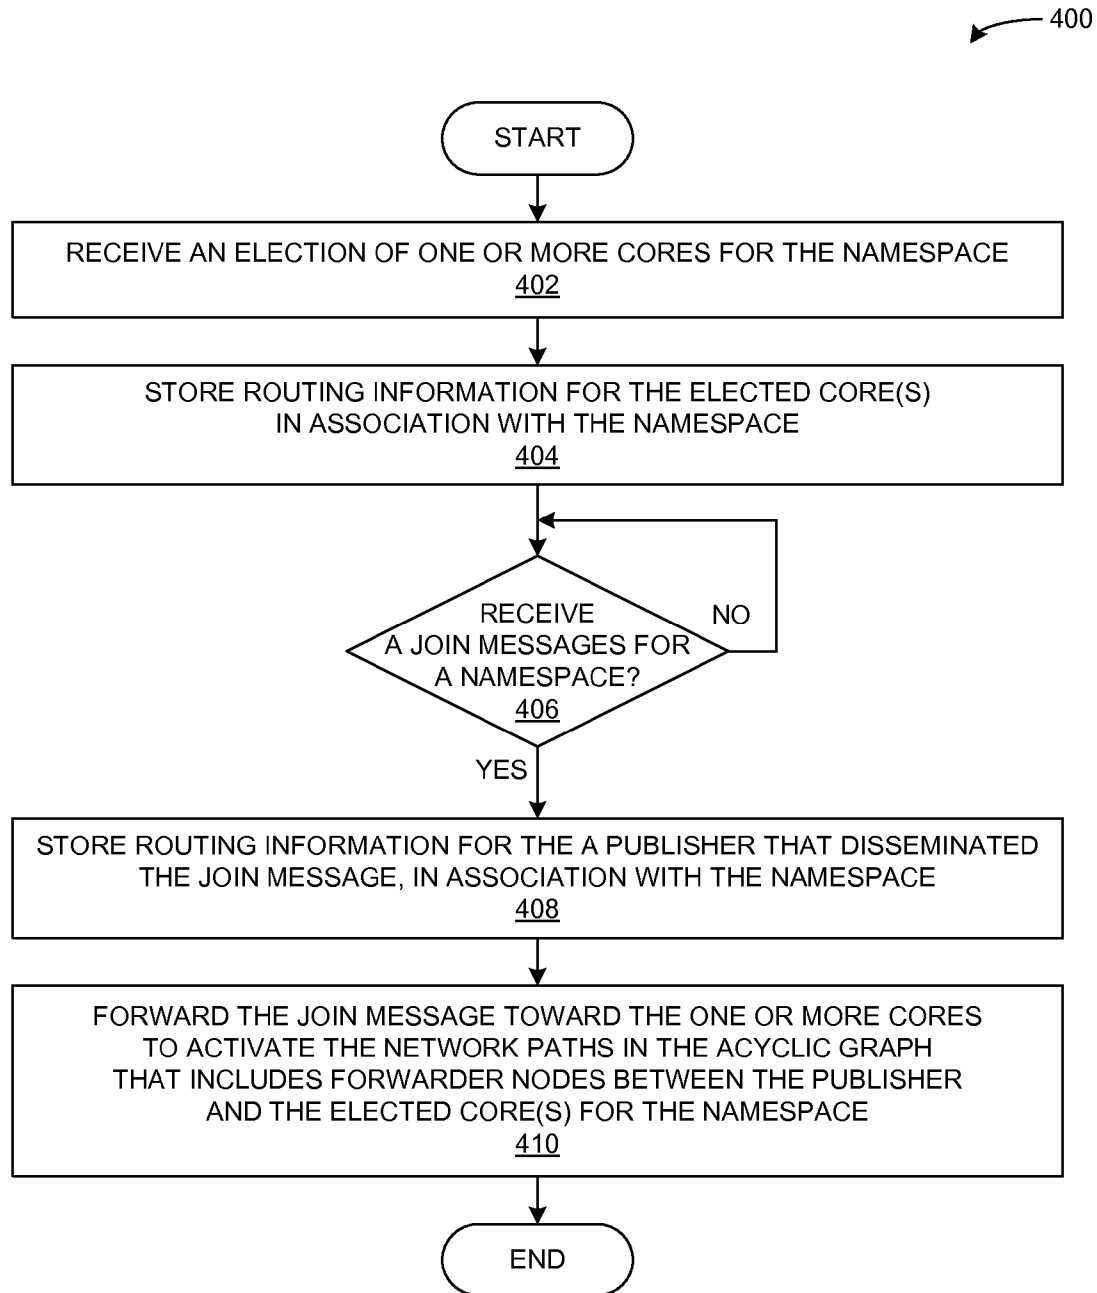 400
START
RECEIVE AN ELECTION OF ONE OR MORE CORES FOR THE NAMESPACE
402
STORE ROUTING INFORMATION FOR THE ELECTED CORE(S)
IN ASSOCIATION WITH THE NAMESPACE
404
RECEIVE
A JOIN MESSAGES FOR
A NAMESPACE?
406
NO
YES
STORE ROUTING INFORMATION FOR THE A PUBLISHER THAT DISSEMINATED
THE JOIN MESSAGE, IN ASSOCIATION WITH THE NAMESPACE
408
FORWARD THE JOIN MESSAGE TOWARD THE ONE OR MORE CORES
TO ACTIVATE THE NETWORK PATHS IN THE ACYCLIC GRAPH
THAT INCLUDES FORWARDER NODES BETWEEN THE PUBLISHER
AND THE ELECTED CORE(S) FOR THE NAMESPACE
410
END